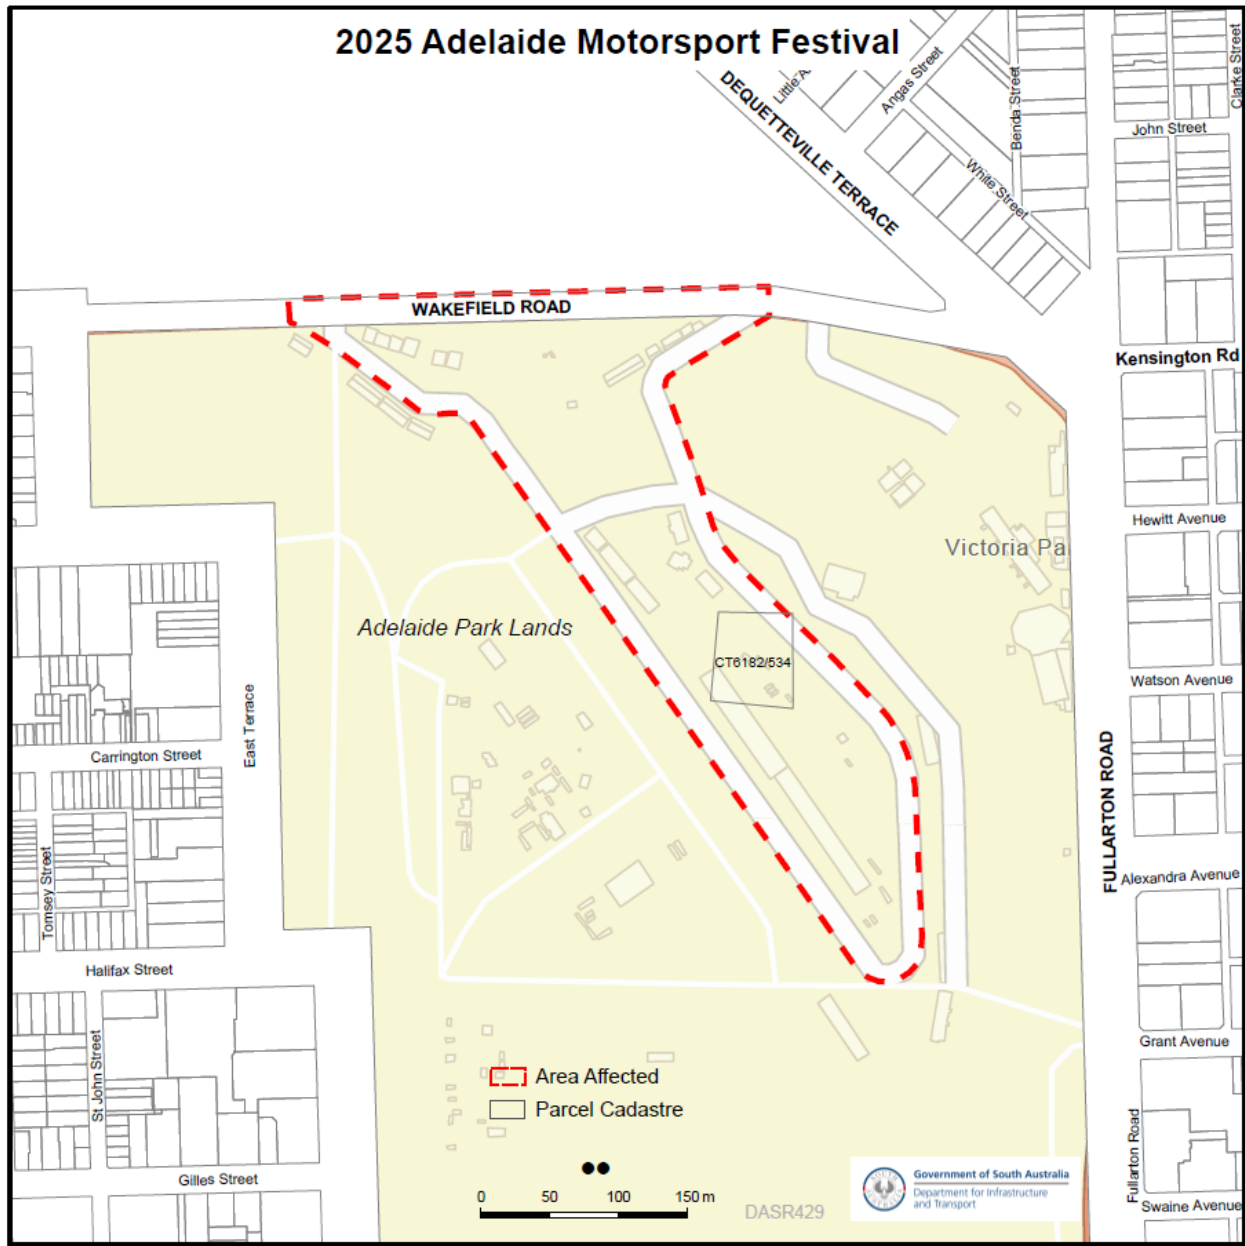 2025 Adelaide Motorsport Festival
Angas Street
Benda Street
Clarke Street
John Street
DEQUETTEVILLE TERRACE
White Street
WAKEFIELD ROAD
Kensington Rd
Hewitt Avenue
Victoria Pa
Adelaide Park Lands
CT6182/534
Watson Avenue
East Terrace
Carrington Street
FULLARTON ROAD
Tomsey Street
Alexandra Avenue
Halifax Street
St John Street
Grant Avenue
Area Affected
Parcel Cadastre
Fullarton Road
Gilles Street
0 50 100 150 m
DASR429
SOUTH AUSTRALIA
Government of South Australia
Department for Infrastructure
and Transport
Swaine Avenue